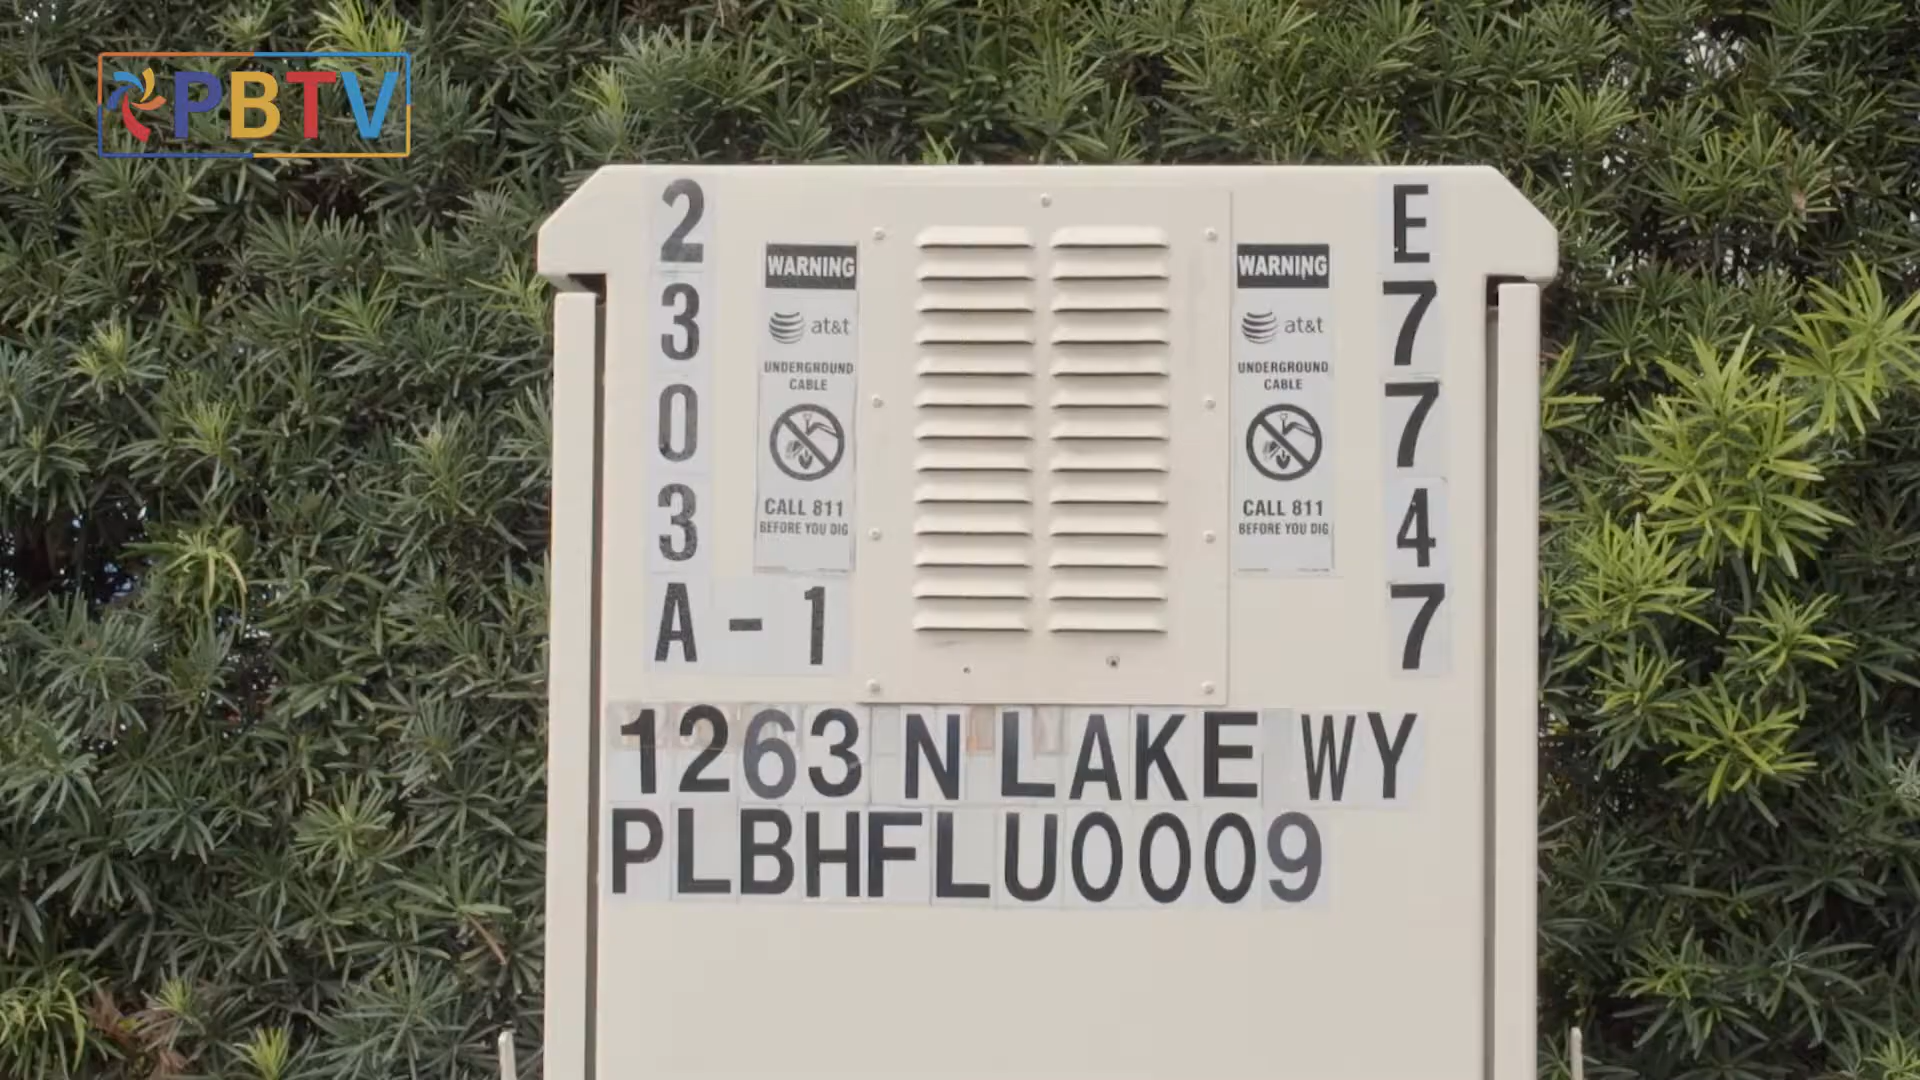 PBTV
2
3
0
3
A - 1
WARNING
at&t
UNDERGROUND
CABLE
CALL 811
BEFORE YOU DIG
WARNING
at&t
UNDERGROUND
CABLE
CALL 811
BEFORE YOU DIG
E
7
7
4
7
1263 N LAKE WY
PLBHFLU0009